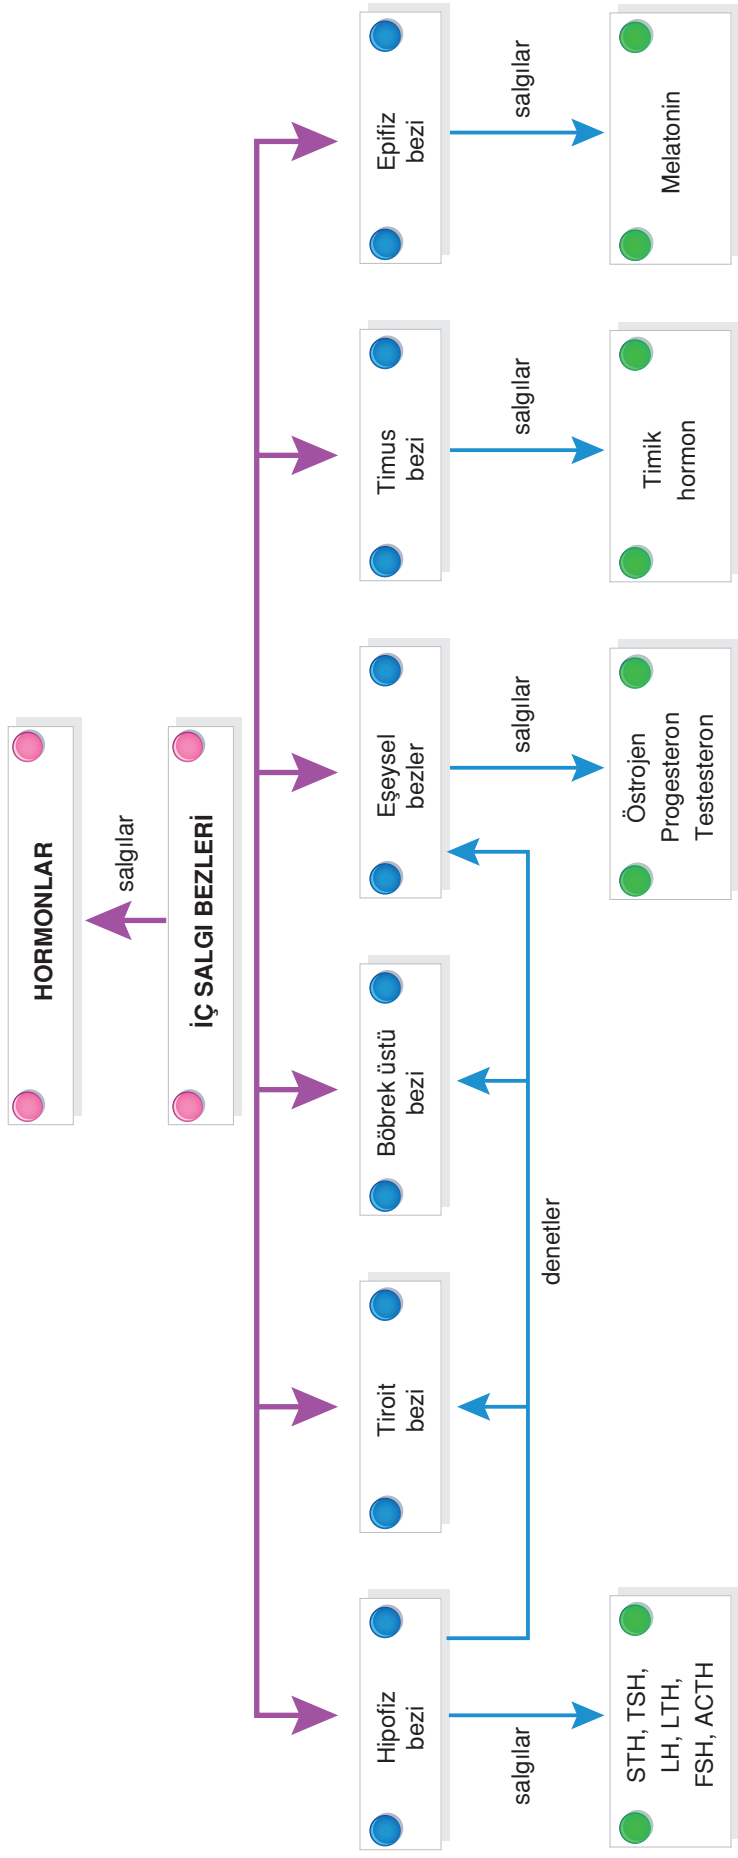 HORMONLAR
salgılar
İÇ SALGI BEZLERİ
Hipofiz
bezi
Tiroit
bezi
Böbrek üstü
bezi
Eşeysel
bezler
Timus
bezi
Epifiz
bezi
denetler
salgılar
salgılar
salgılar
salgılar
STH, TSH,
LH, LTH,
FSH, ACTH
Östrojen
Progesteron
Testesteron
Timik
hormon
Melatonin